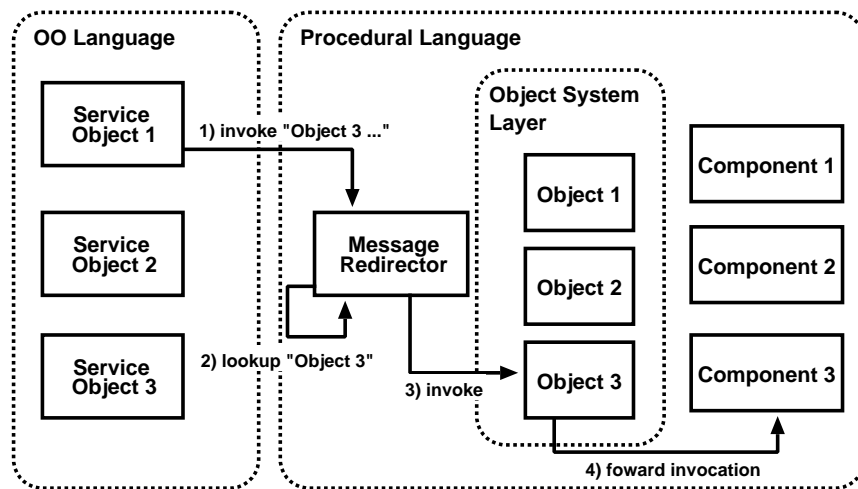 OO Language
Service
Object 1
Service
Object 2
Service
Object 3
Procedural Language
1) invoke "Object 3 ..."
Message
Redirector
2) lookup "Object 3"
3) invoke
Object System
Layer
Object 1
Object 2
Object 3
Component 1
Component 2
Component 3
4) foward invocation